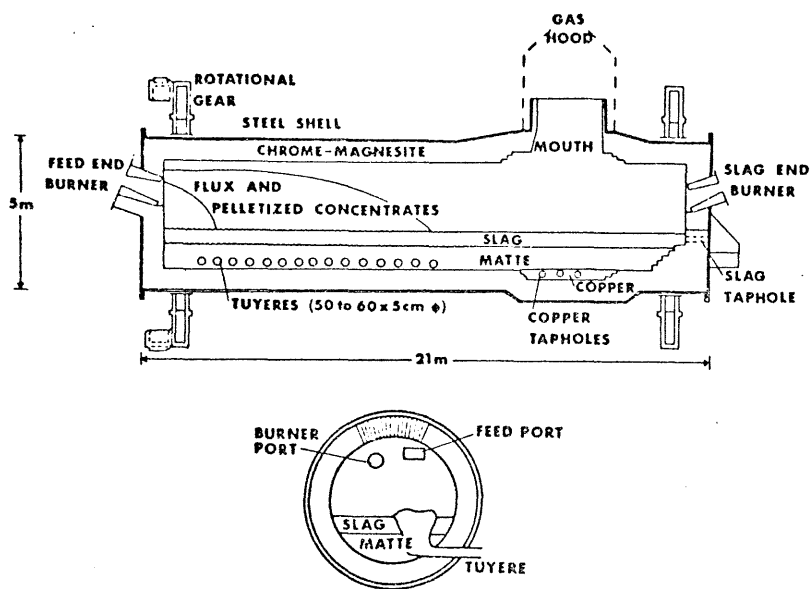 GAS
HOOD
ROTATIONAL
GEAR
STEEL SHELL
CHROME-MAGNESITE
MOUTH
FEED END
BURNER
SLAG END
BURNER
FLUX AND
PELLETIZED CONCENTRATES
5m
SLAG
MATTE
COPPER
SLAG
TAPHOLE
TUYERES (50 to 60 x 5cm ϕ)
COPPER
TAPHOLES
21m
BURNER
PORT
FEED PORT
SLAG
MATTE
TUYERE